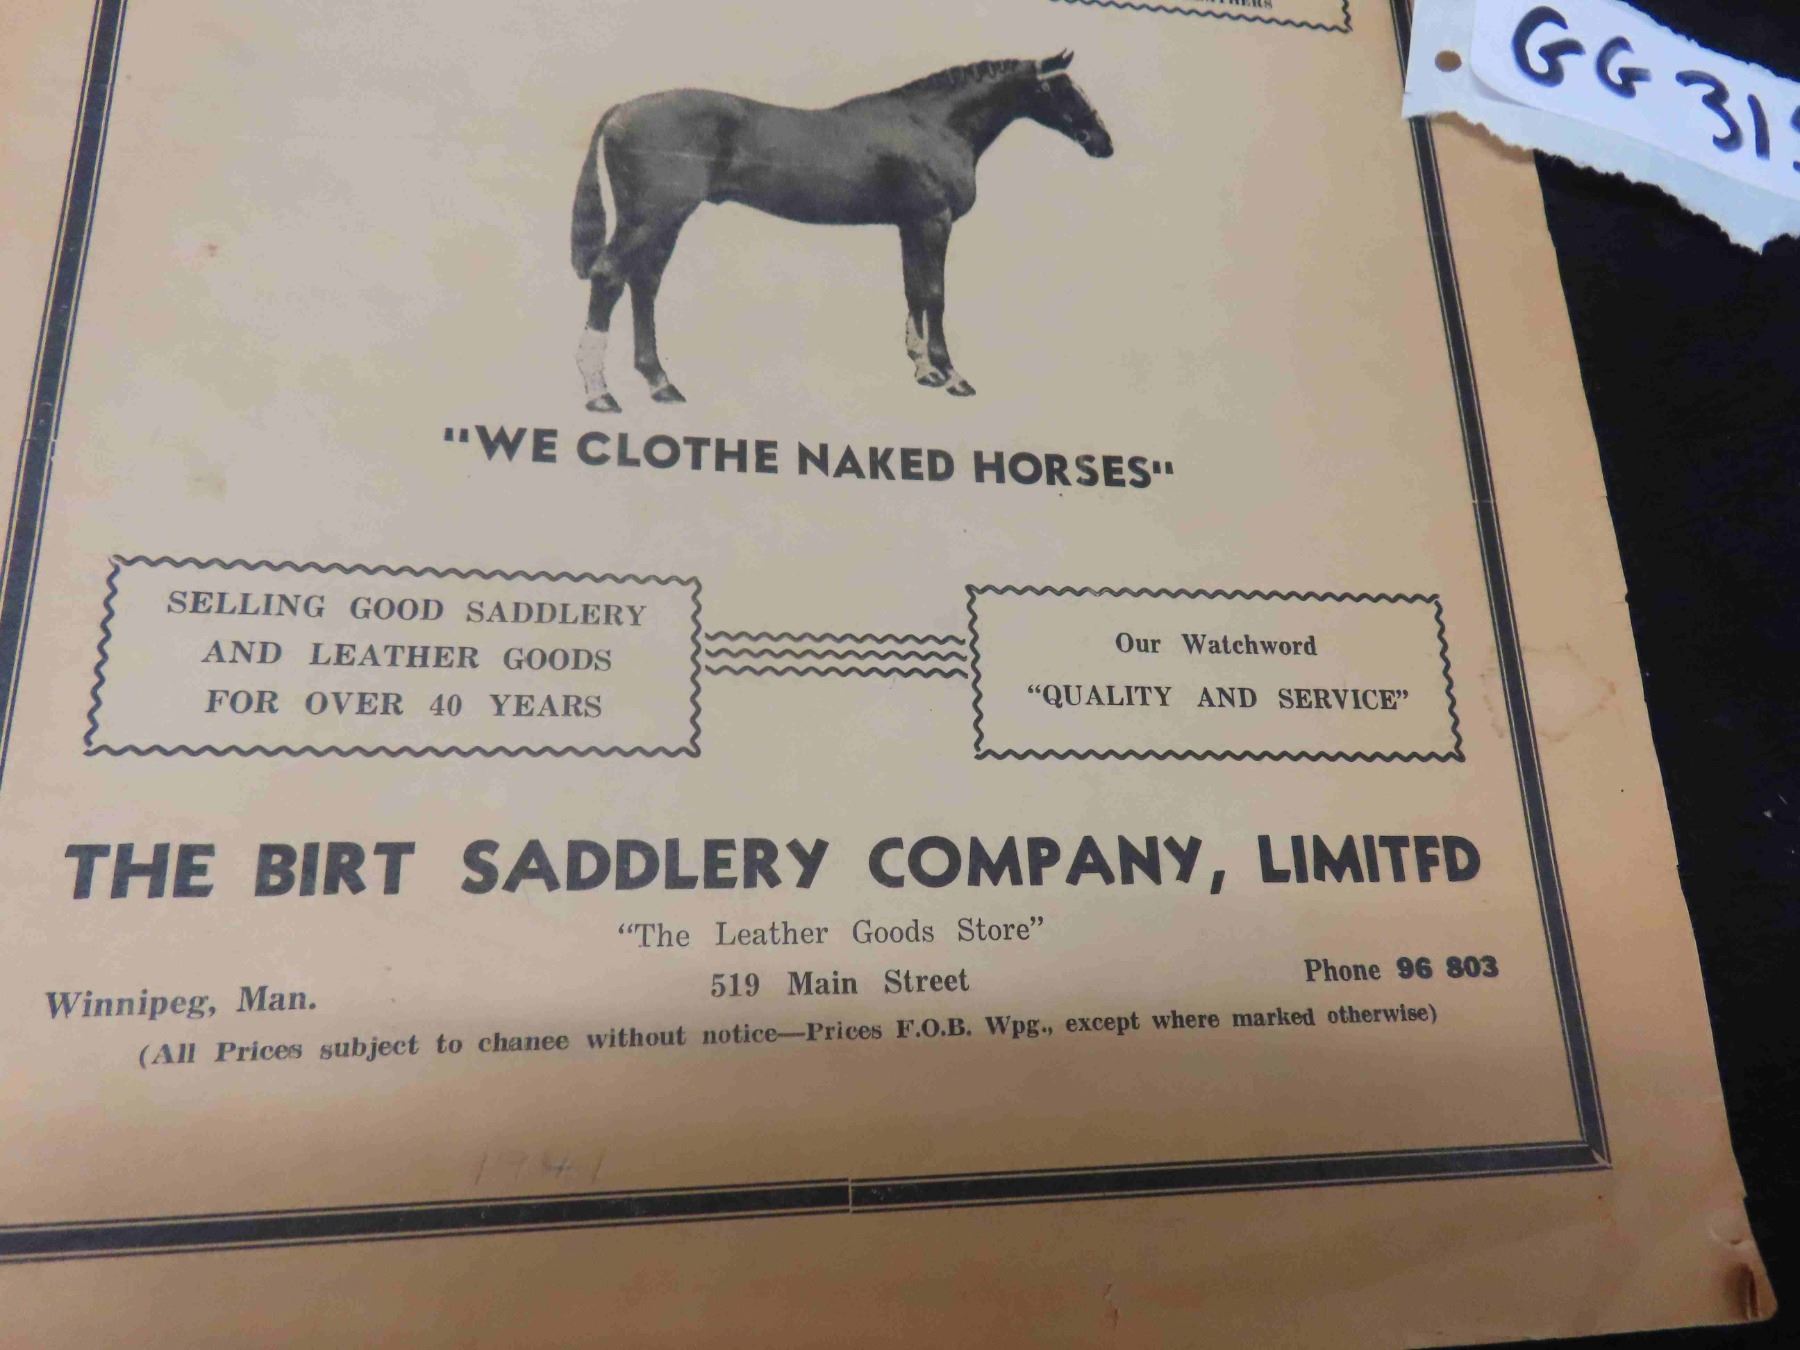 GG 31
"WE CLOTHE NAKED HORSES"
SELLING GOOD SADDLERY
AND LEATHER GOODS
FOR OVER 40 YEARS
Our Watchword
“QUALITY AND SERVICE”
THE BIRT SADDLERY COMPANY, LIMITFD
“The Leather Goods Store”
519 Main Street
Winnipeg, Man.
Phone 96 803
(All Prices subject to chanee without notice—Prices F.O.B. Wpg., except where marked otherwise)
1941